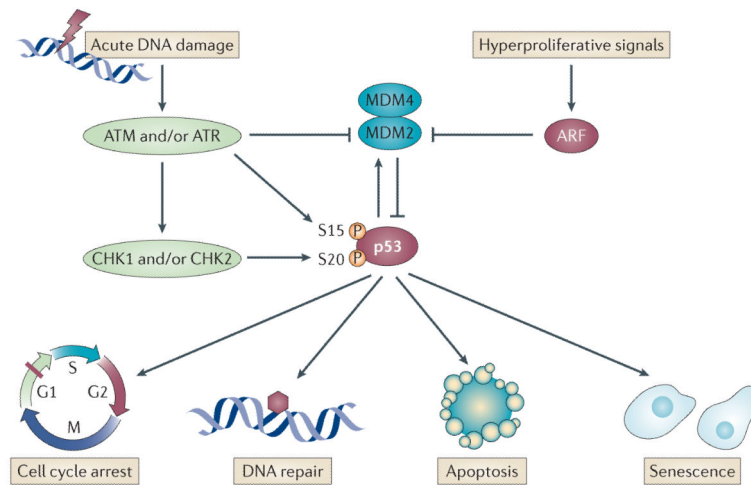 Acute DNA damage
Hyperproliferative signals
MDM4
ATM and/or ATR
MDM2
ARF
S15 P
p53
CHK1 and/or CHK2
S20 P
S
G1
G2
M
Cell cycle arrest
DNA repair
Apoptosis
Senescence